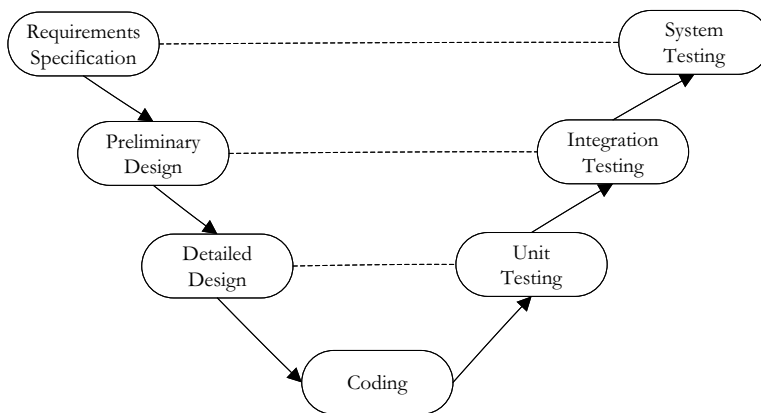 Requirements
Specification
System
Testing
Preliminary
Design
Integration
Testing
Detailed
Design
Unit
Testing
Coding